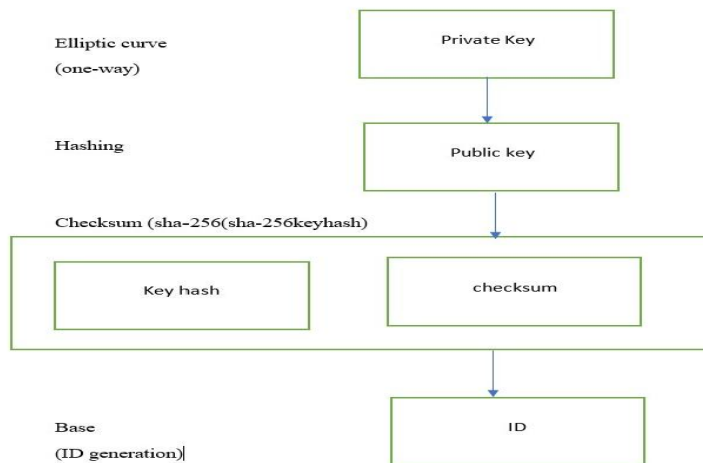 Elliptic curve
(one-way)
Private Key
Hashing
Public key
Checksum (sha-256(sha-256keyhash)
Key hash
checksum
Base
(ID generation)
ID